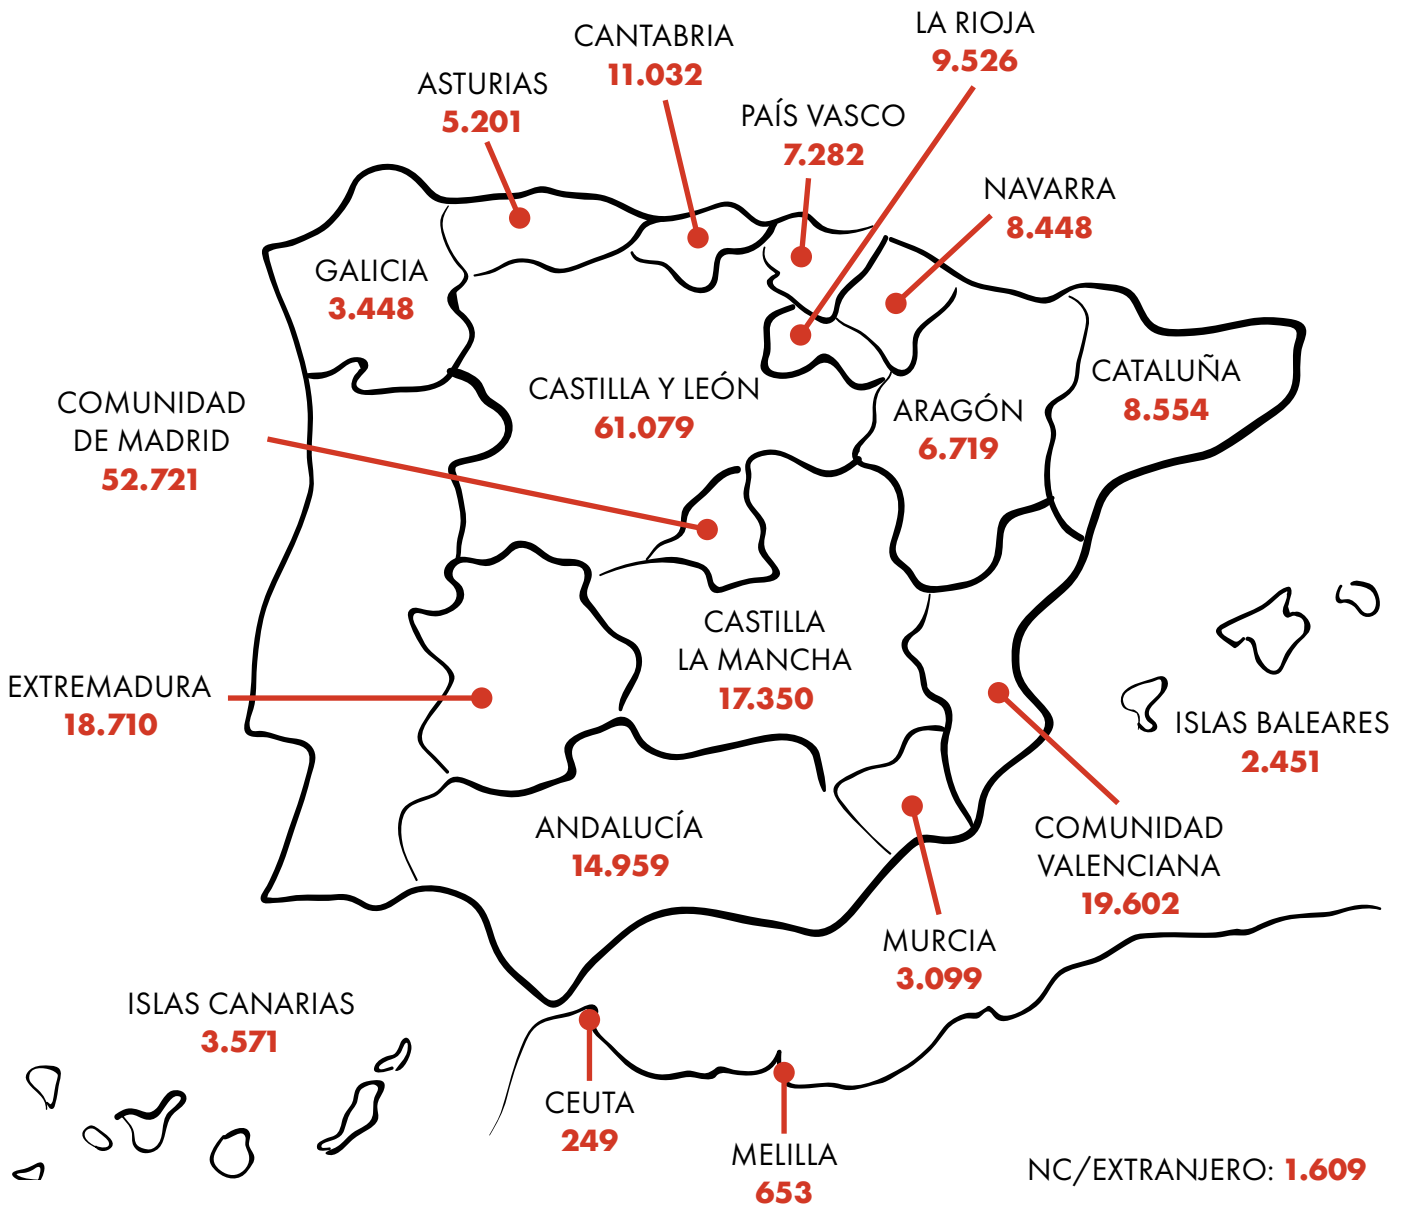 LA RIOJA
9.526
CANTABRIA
11.032
ASTURIAS
5.201
PAÍS VASCO
7.282
NAVARRA
8.448
GALICIA
3.448
CATALUÑA
8.554
CASTILLA Y LEÓN
61.079
ARAGÓN
6.719
COMUNIDAD
DE MADRID
52.721
CASTILLA
LA MANCHA
17.350
EXTREMADURA
18.710
ISLAS BALEARES
2.451
ANDALUCÍA
14.959
COMUNIDAD
VALENCIANA
19.602
MURCIA
3.099
ISLAS CANARIAS
3.571
CEUTA
249
MELILLA
653
NC/EXTRANJERO: 1.609